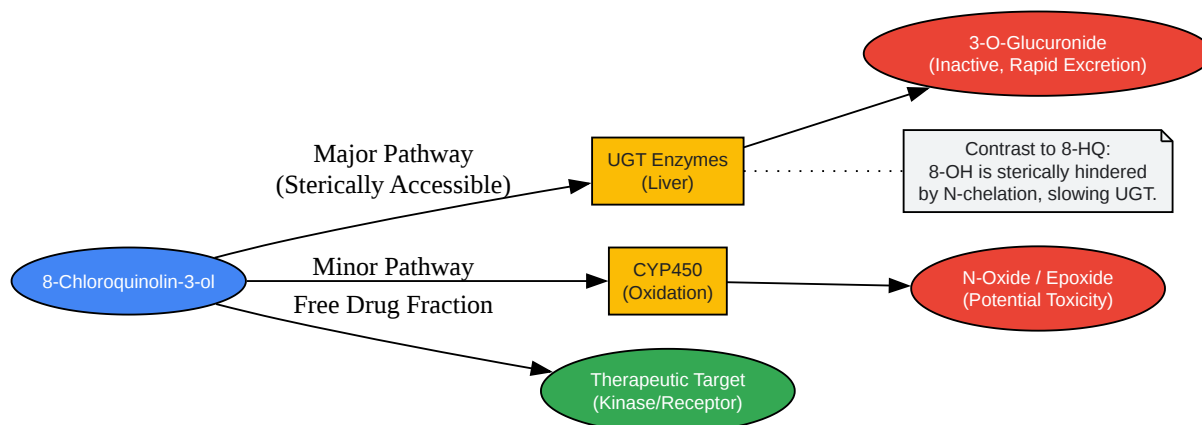 3-O-Glucuronide
(Inactive, Rapid Excretion)
Major Pathway
(Sterically Accessible)
UGT Enzymes
(Liver)
Contrast to 8-HQ:
8-OH is sterically hindered
by N-chelation, slowing UGT.
8-Chloroquinolin-3-ol
Minor Pathway
CYP450
(Oxidation)
N-Oxide / Epoxide
(Potential Toxicity)
Free Drug Fraction
Therapeutic Target
(Kinase/Receptor)